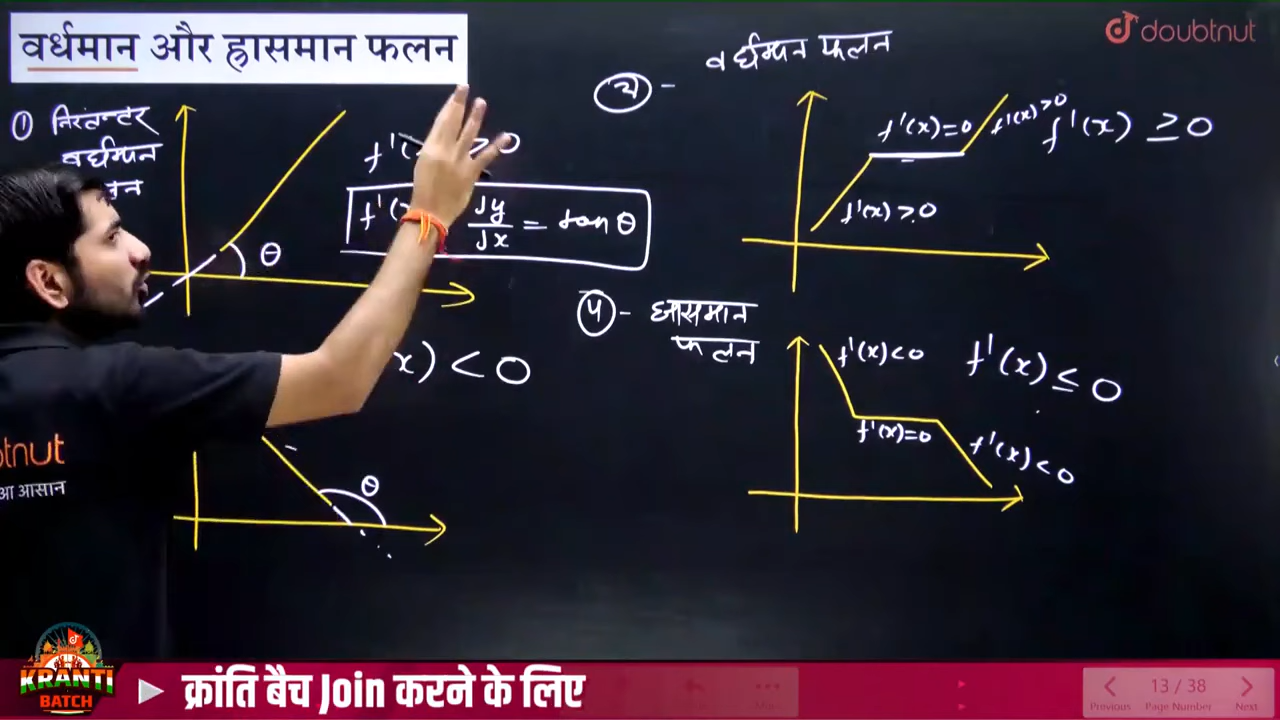 वर्धमान और ह्रासमान फलन
doubtnut
① निरन्तर
वर्धमान
θ
tan θ
dy
dx
=
x) < 0
θ
वर्धमान फलन
f'(x)=0
f'(x)>0
f'(x) ≥0
f'(x) >0
ह्रासमान
फलन
f'(x)<0
f'(x) ≤ 0
f'(x)=0
f'(x)<0
btnut
आ आसान
KRANTI
BATCH
क्रांति बैच Join करने के लिए
13 / 38
Previous Page Number Next